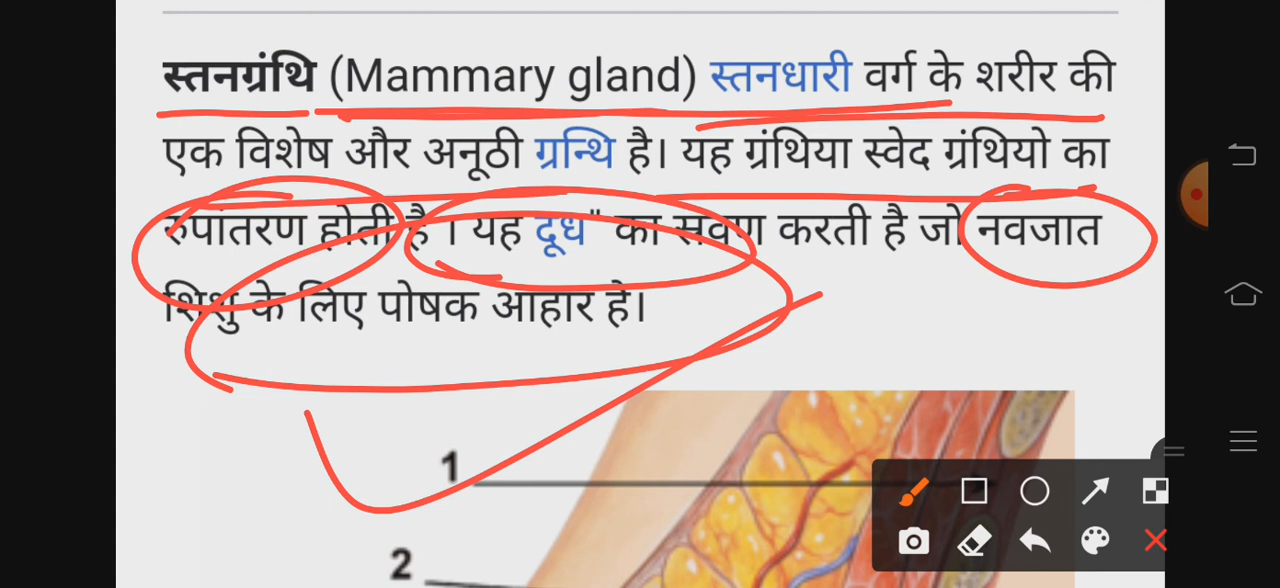 स्तनग्रंथि (Mammary gland) स्तनधारी वर्ग के शरीर की
एक विशेष और अनूठी ग्रन्थि है। यह ग्रंथिया स्वेद ग्रंथियो का
रुपांतरण होती है । यह दूध" का स्रवण करती है जो नवजात
शिशु के लिए पोषक आहार है।
1
2